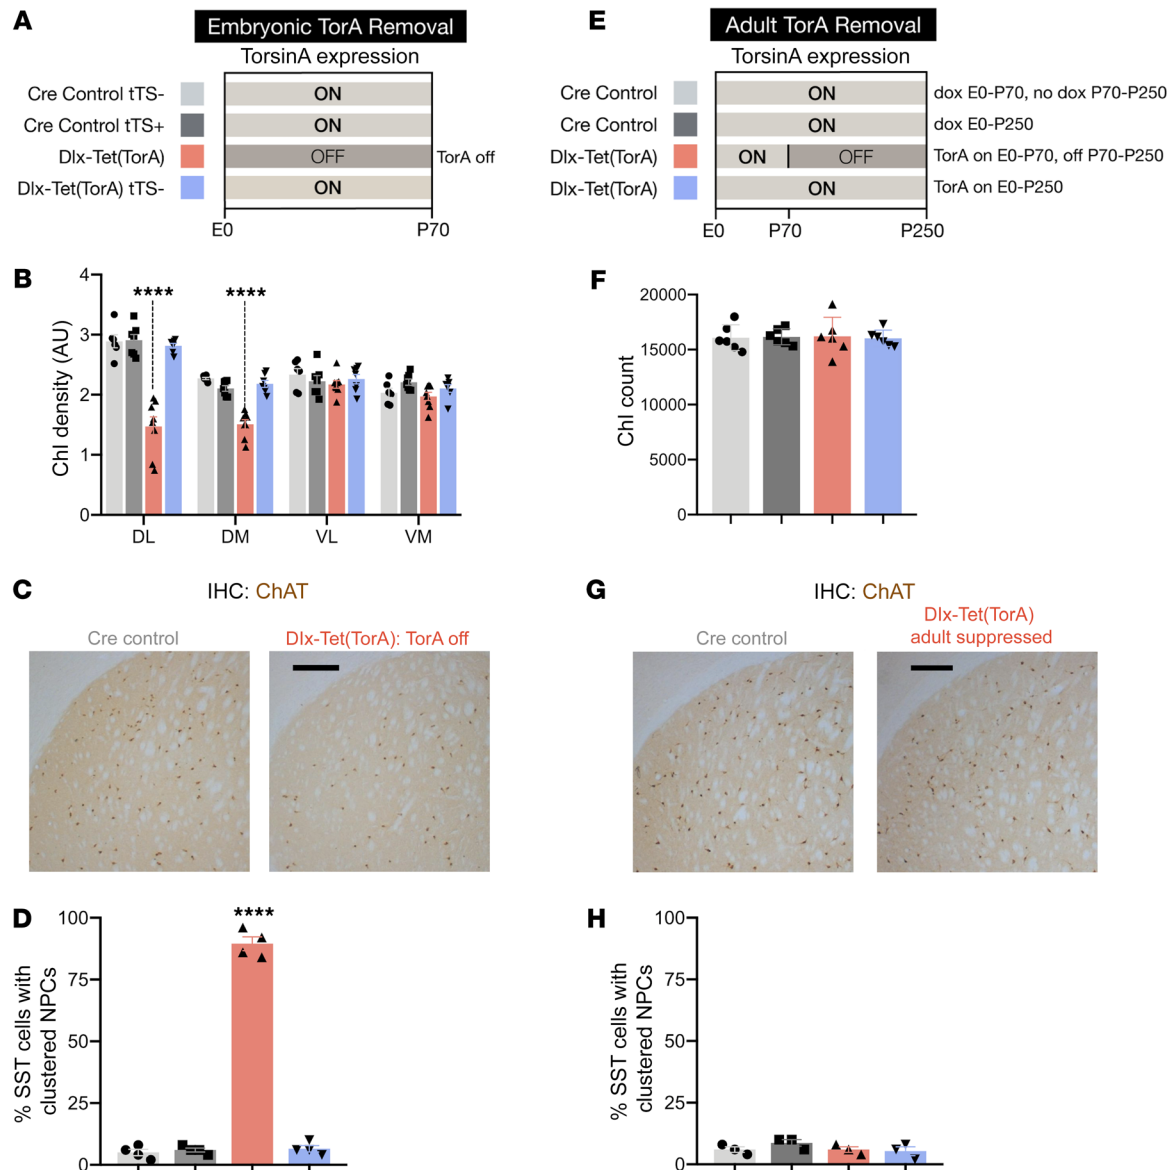 A
Embryonic TorA Removal
TorsinA expression
Cre Control tTS-
ON
Cre Control tTS+
ON
Dlx-Tet(TorA)
OFF
TorA off
Dlx-Tet(TorA) tTS-
ON
E0
P70
E
Adult TorA Removal
TorsinA expression
Cre Control
ON
dox E0-P70, no dox P70-P250
Cre Control
ON
dox E0-P250
Dlx-Tet(TorA)
ON
OFF
TorA on E0-P70, off P70-P250
Dlx-Tet(TorA)
ON
TorA on E0-P250
E0
P70
P250
B
ChI density (AU)
4
3
2
1
0
****
****
DL
DM
VL
VM
F
ChI count
20000
15000
10000
5000
0
C
IHC: ChAT
Cre control
Dlx-Tet(TorA): TorA off
G
IHC: ChAT
Cre control
Dlx-Tet(TorA)
adult suppressed
D
% SST cells with
clustered NPCs
100
75
50
25
0
****
H
% SST cells with
clustered NPCs
100
75
50
25
0